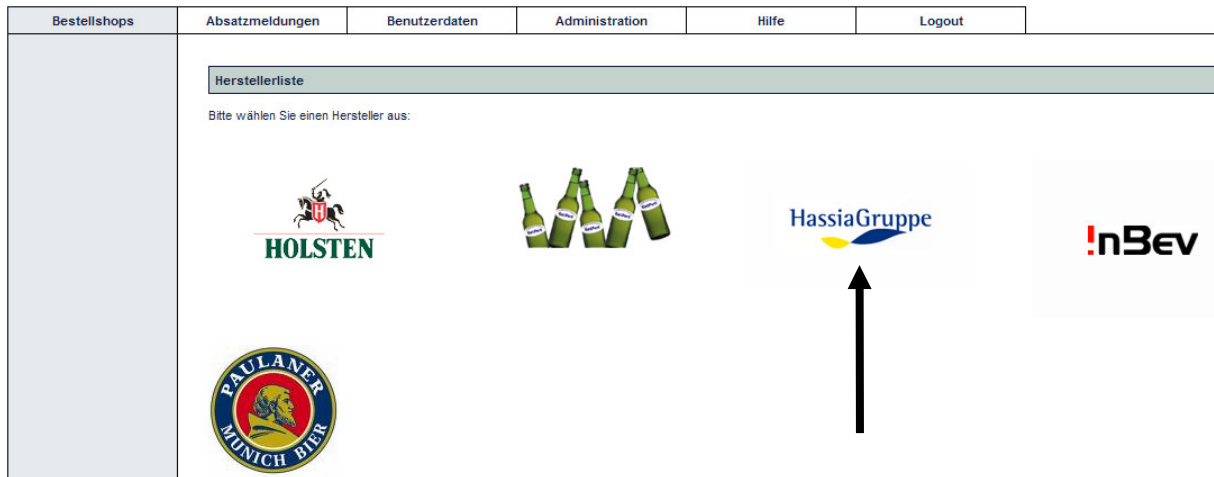 Bestellshops Absatzmeldungen Benutzerdaten Administration Hilfe Logout
Herstellerliste
Bitte wählen Sie einen Hersteller aus:
HOLSTEN
HassiaGruppe
InBev
PAULANER
MUNICH BIER